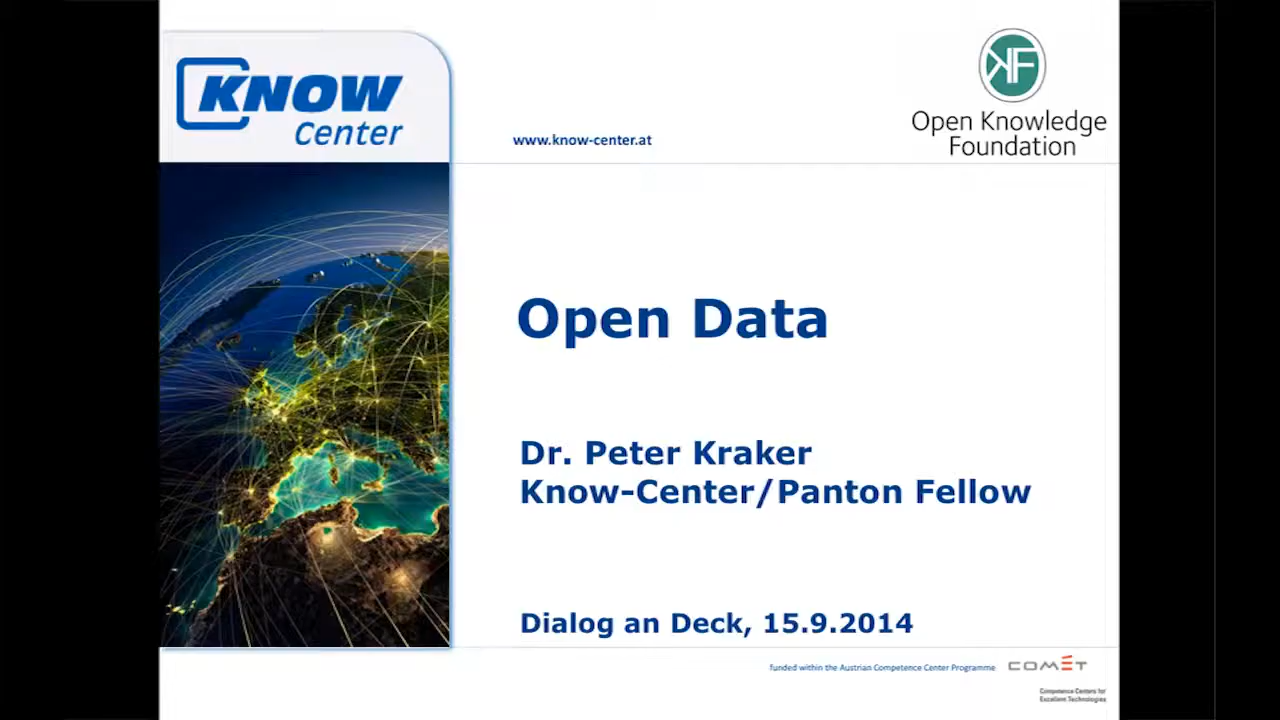 KNOW
Center
www.know-center.at
KF
Open Knowledge
Foundation
Open Data
Dr. Peter Kraker
Know-Center/Panton Fellow
Dialog an Deck, 15.9.2014
funded within the Austrian Competence Center Programme
COMET
Competence Centers for
Excellent Technologies